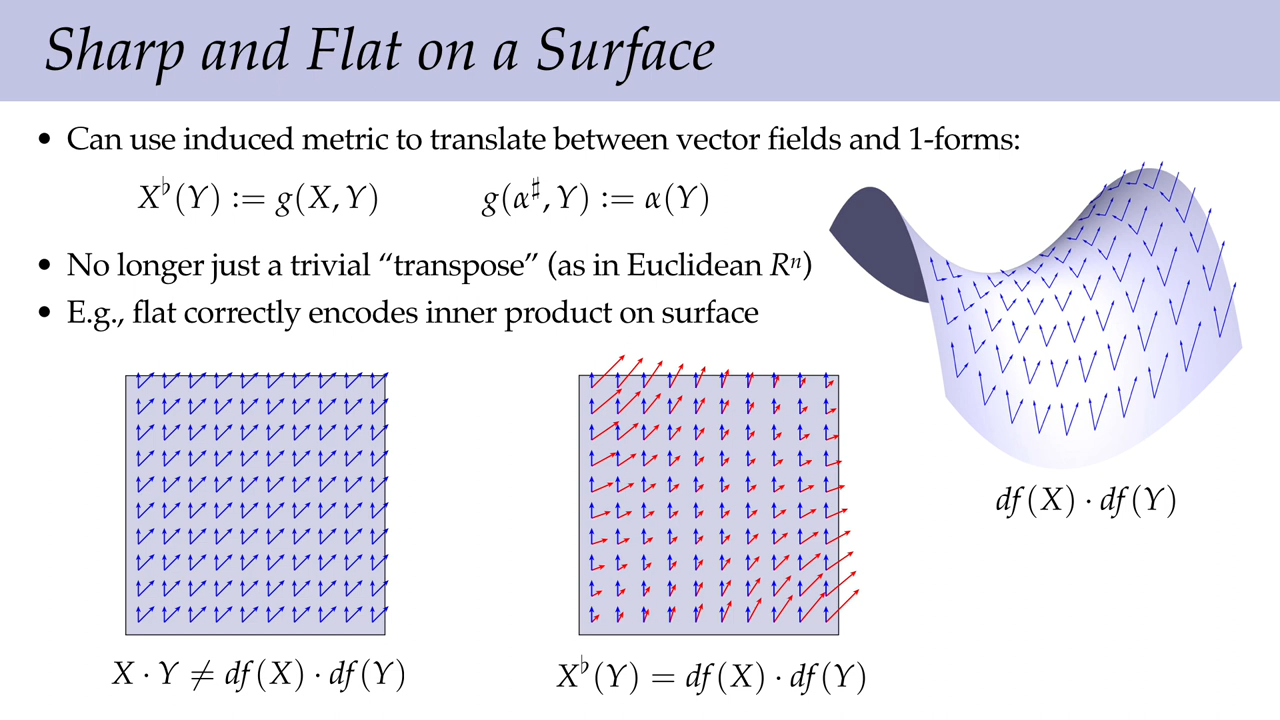 Sharp and Flat on a Surface
• Can use induced metric to translate between vector fields and 1-forms:
X♭(Y) := g(X, Y)    g(α♯, Y) := α(Y)
• No longer just a trivial “transpose” (as in Euclidean Rⁿ)
• E.g., flat correctly encodes inner product on surface
df(X) · df(Y)
X · Y ≠ df(X) · df(Y)    X♭(Y) = df(X) · df(Y)